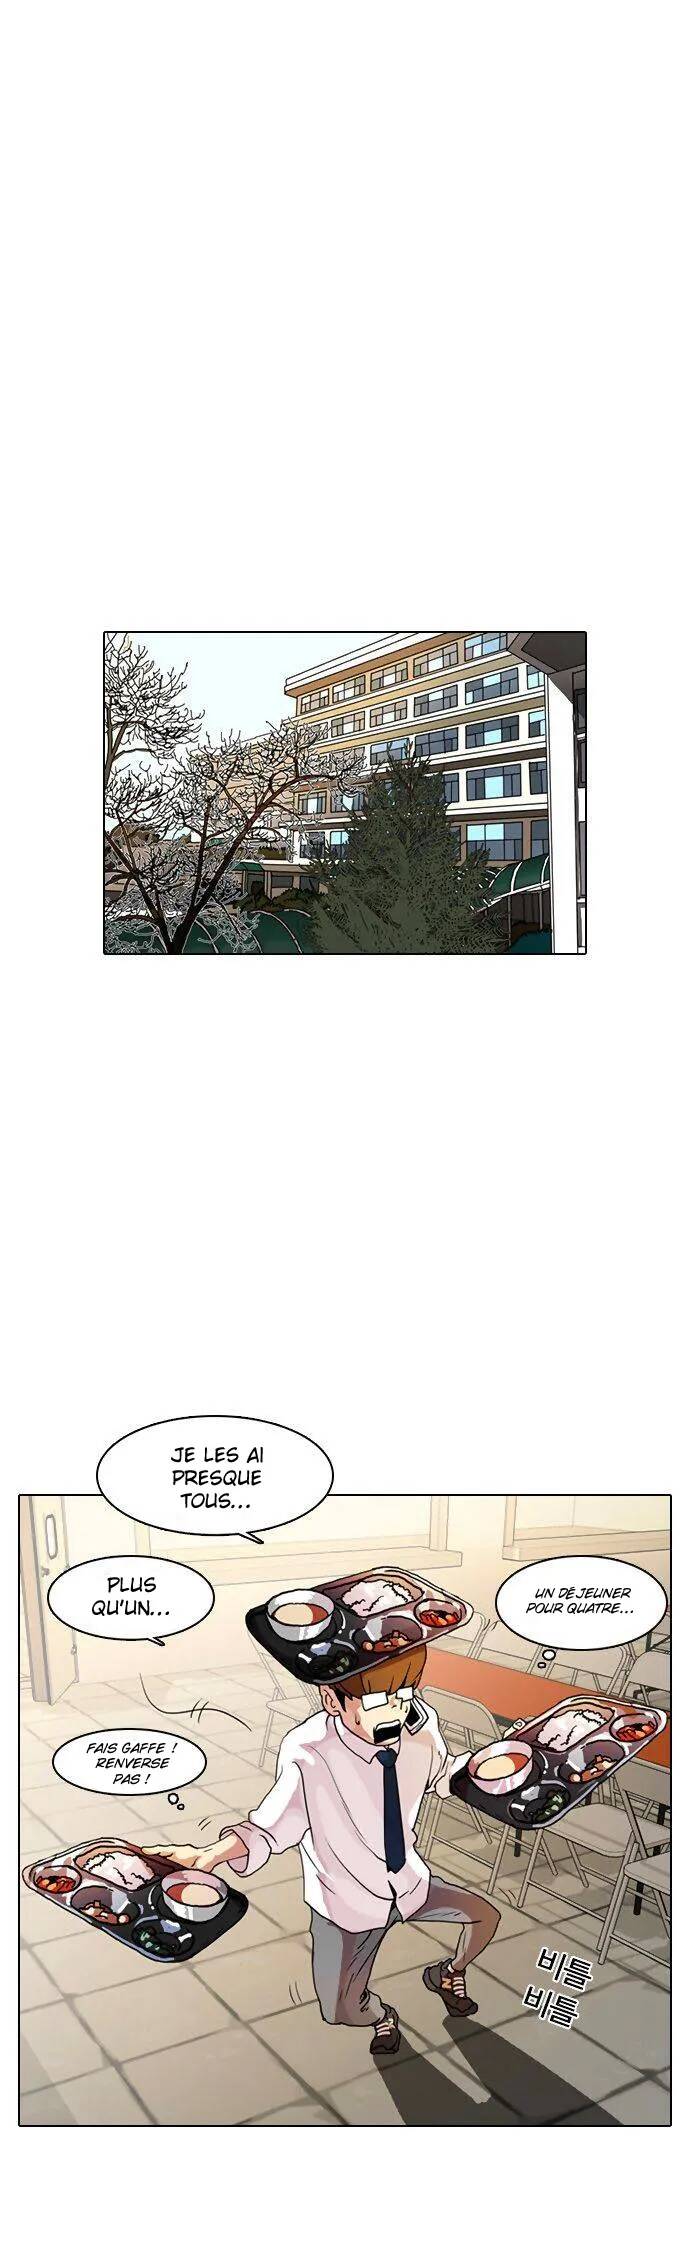 JE LES AI
PRESQUE
TOUS...
PLUS
QU'UN...
UN DÉJEUNER
POUR QUATRE...
FAIS GAFFE !
RENVERSE
PAS !
비틀
비틀